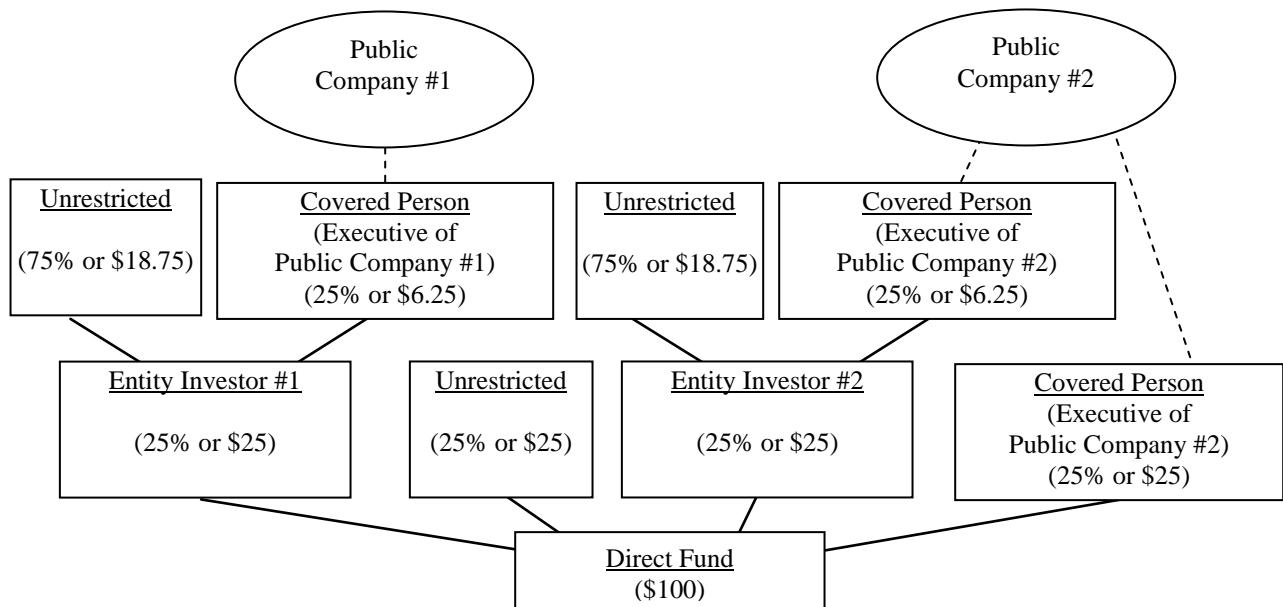 Public
Company #1
Public
Company #2
Unrestricted
(75% or $18.75)
Covered Person
(Executive of
Public Company #1)
(25% or $6.25)
Unrestricted
(75% or $18.75)
Covered Person
(Executive of
Public Company #2)
(25% or $6.25)
Entity Investor #1
(25% or $25)
Unrestricted
(25% or $25)
Entity Investor #2
(25% or $25)
Covered Person
(Executive of
Public Company #2)
(25% or $25)
Direct Fund
($100)